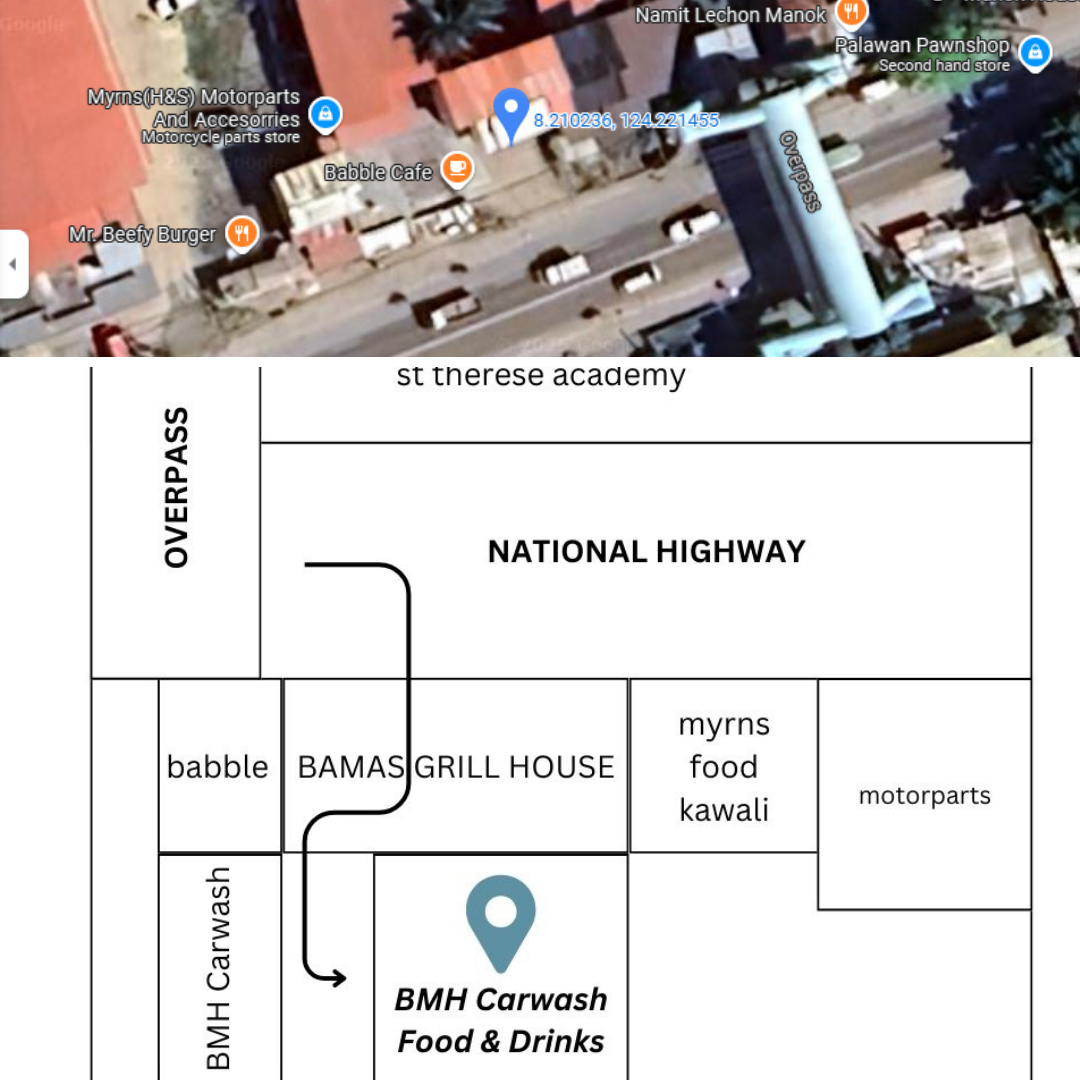 Google
Namit Lechon Manok
Palawan Pawnshop
Second hand store
Myrns(H&S) Motorparts
And Accesorries
Motorcycle parts store
8.210236, 124.221455
Overpass
Babble Cafe
Mr. Beefy Burger
st therese academy
OVERPASS
NATIONAL HIGHWAY
babble
BAMAS GRILL HOUSE
myrns
food
kawali
motorparts
BMH Carwash
BMH Carwash
Food & Drinks